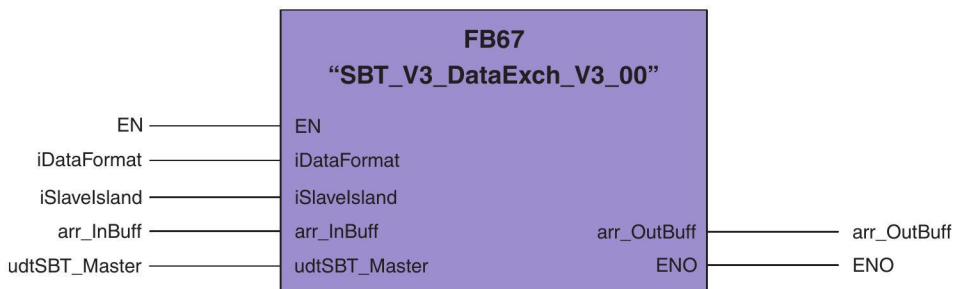 FB67
“SBT_V3_DataExch_V3_00”
EN EN
iDataFormat iDataFormat
iSlaveIsland iSlaveIsland
arr_InBuff arr_InBuff arr_OutBuff arr_OutBuff
udtSBT_Master udtSBT_Master ENO ENO